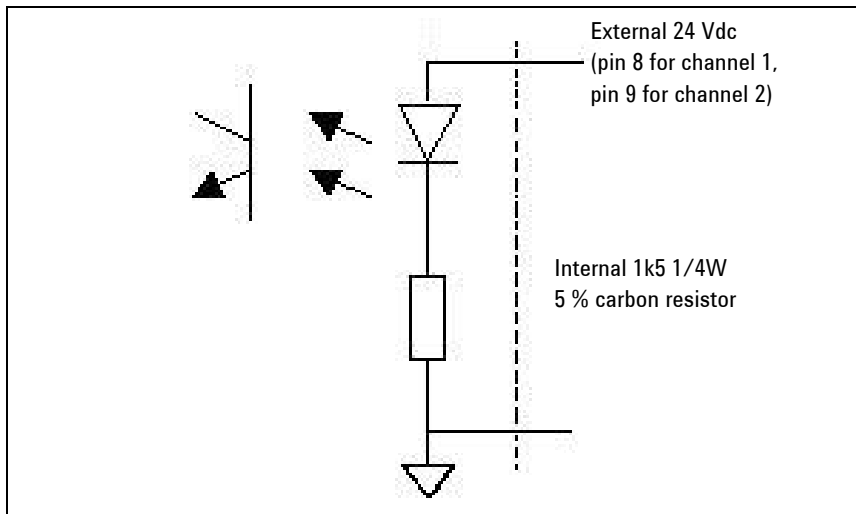 External 24 Vdc
(pin 8 for channel 1,
pin 9 for channel 2)
Internal 1k5 1/4W
5 % carbon resistor